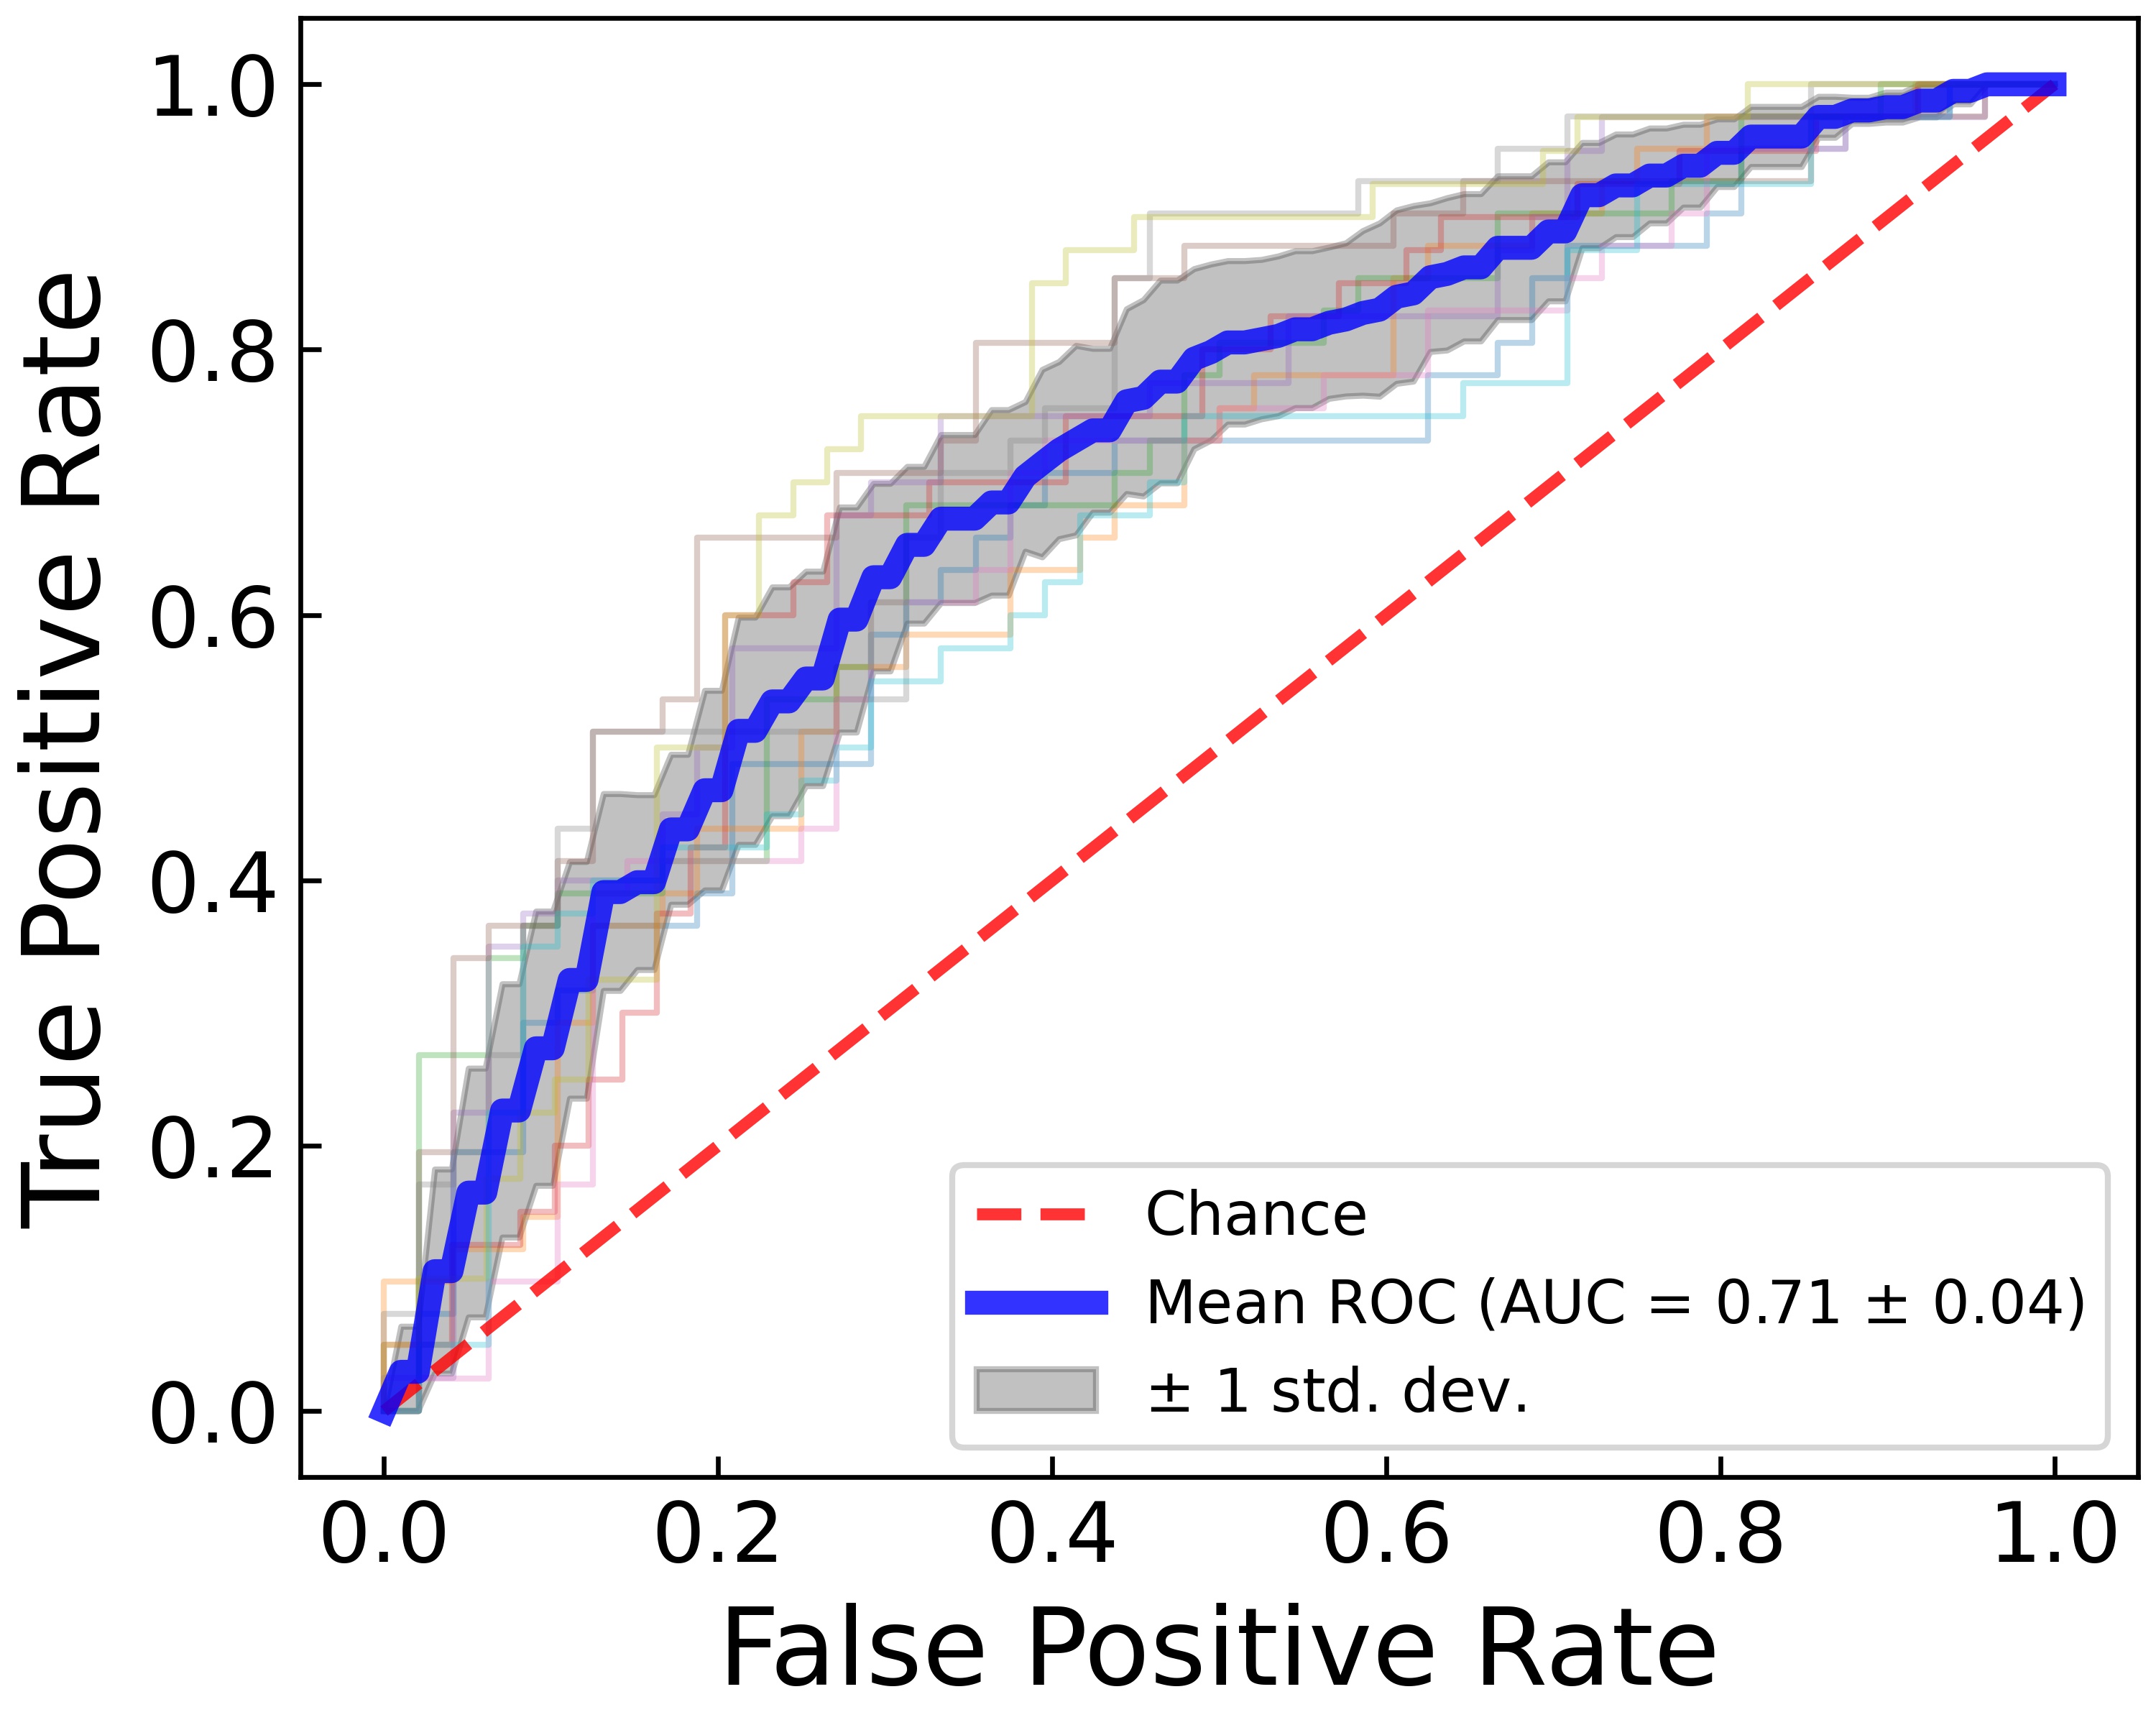 True Positive Rate
1.0
0.8
0.6
0.4
0.2
0.0
Chance
Mean ROC (AUC = 0.71 ± 0.04)
± 1 std. dev.
0.0 0.2 0.4 0.6 0.8 1.0
False Positive Rate